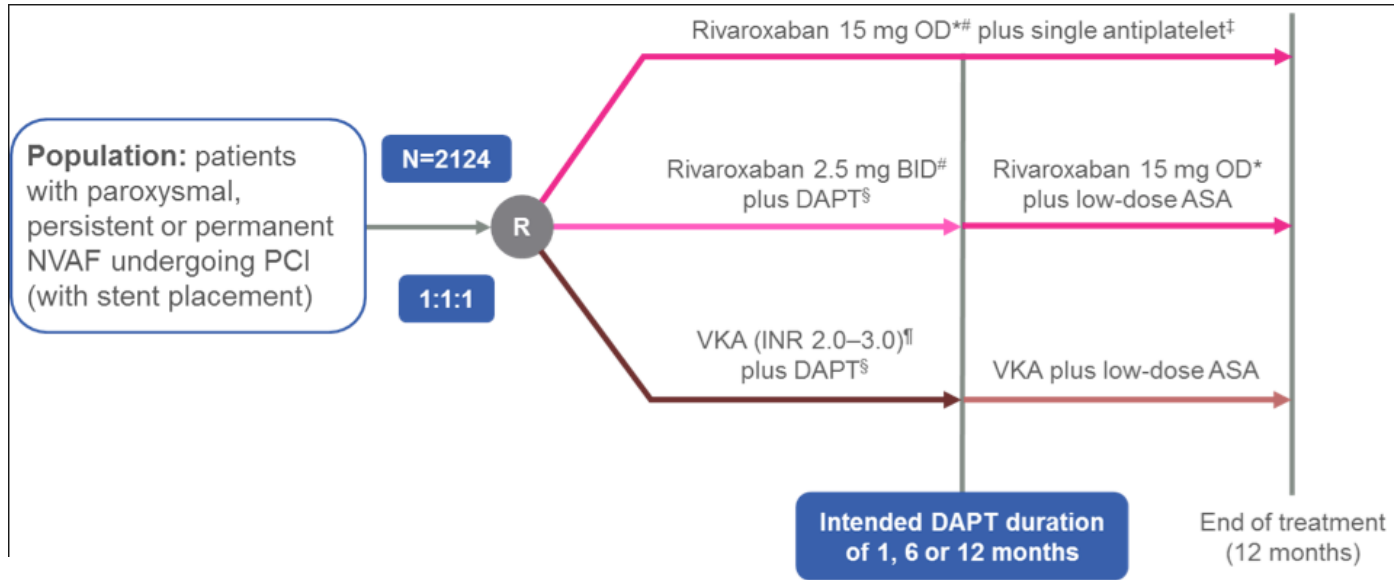 Rivaroxaban 15 mg OD*# plus single antiplatelet‡
Population: patients
with paroxysmal,
persistent or permanent
NVAF undergoing PCI
(with stent placement)
N=2124
1:1:1
R
Rivaroxaban 2.5 mg BID#
plus DAPT§
Rivaroxaban 15 mg OD*
plus low-dose ASA
VKA (INR 2.0–3.0)¶
plus DAPT§
VKA plus low-dose ASA
Intended DAPT duration
of 1, 6 or 12 months
End of treatment
(12 months)